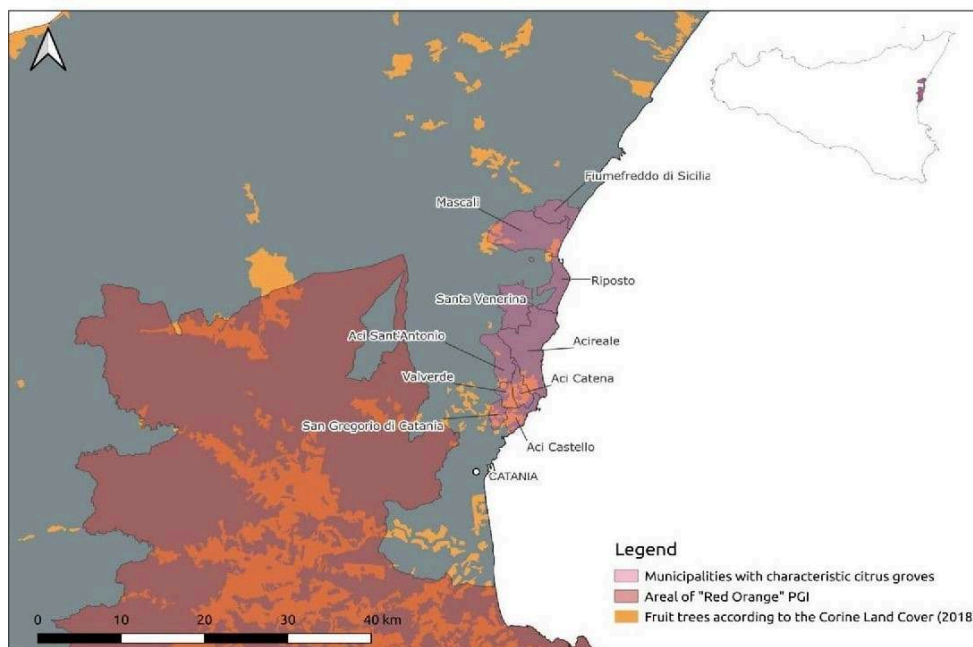 Fiumefreddo di Sicilia
Mascali
Riposto
Santa Venerina
Aci Sant'Antonio
Acireale
Valverde
Aci Catena
San Gregorio di Catania
Aci Castello
CATANIA
Legend
Municipalities with characteristic citrus groves
Areal of "Red Orange" PGI
Fruit trees according to the Corine Land Cover (2018
0 10 20 30 40 km